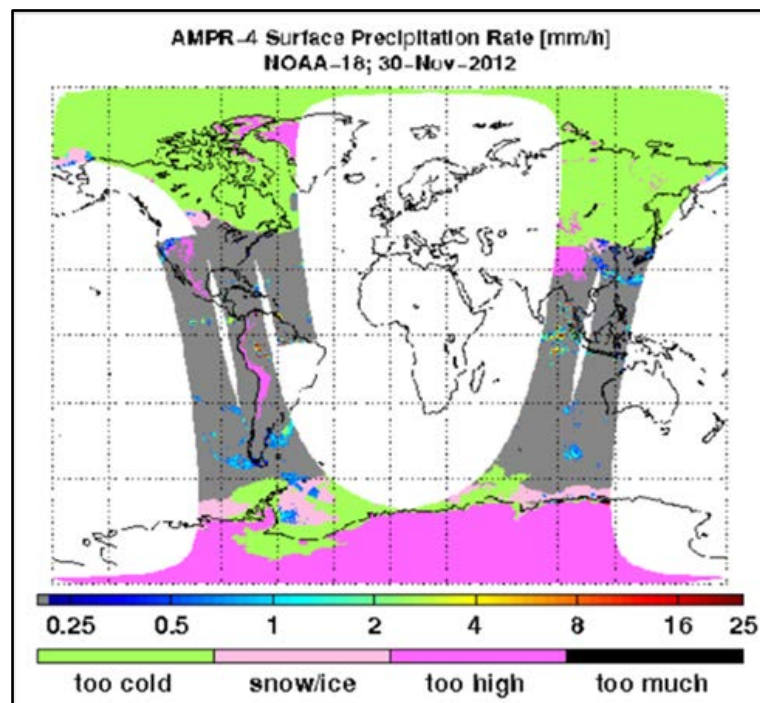 AMPR-4 Surface Precipitation Rate [mm/h]
NOAA-18; 30-Nov-2012
0.25 0.5 1 2 4 8 16 25
too cold snow/ice too high too much